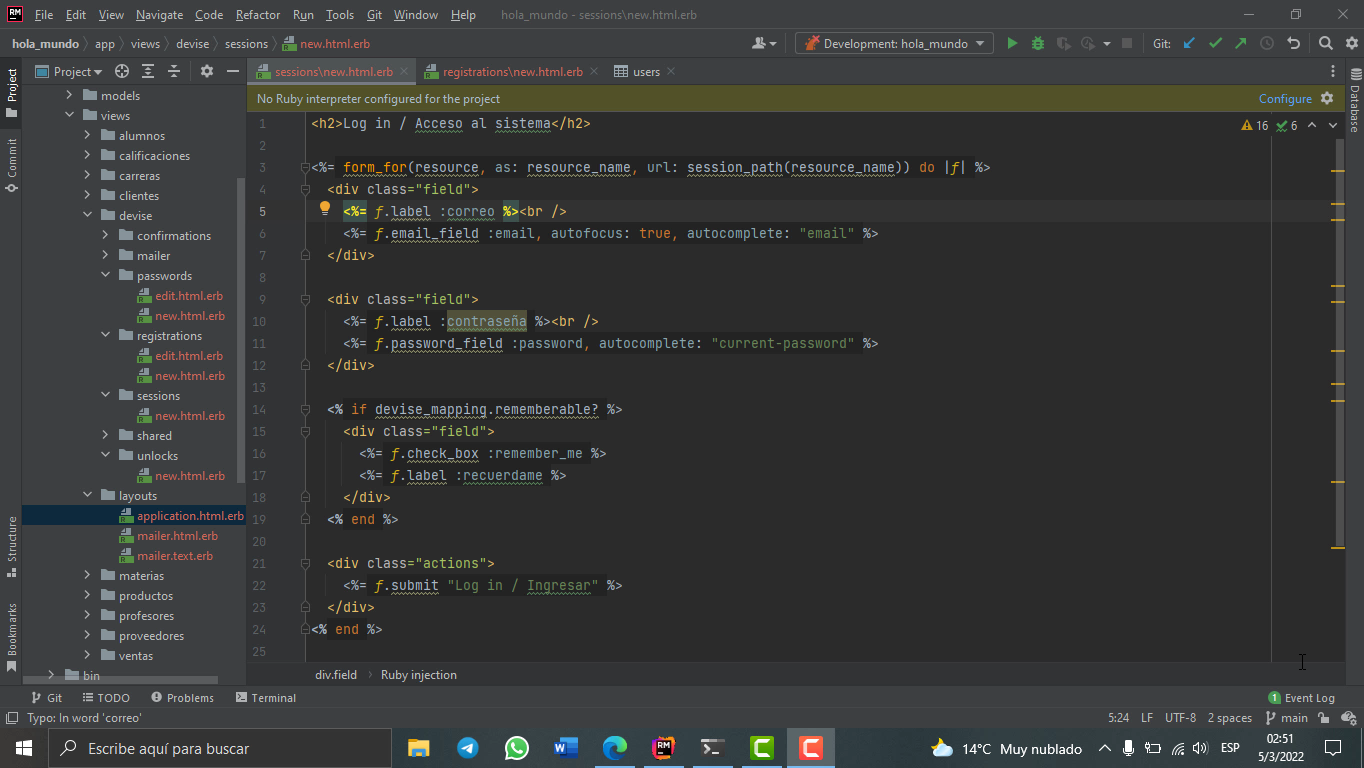 RM File Edit View Navigate Code Refactor Run Tools Git Window Help hola_mundo - sessions\new.html.erb
hola_mundo app views devise sessions new.html.erb Development: hola_mundo Git:
Project sessions\new.html.erb registrations\new.html.erb users
No Ruby interpreter configured for the project Configure
Project
Commit
Structure
Bookmarks
Database
models
views
alumnos
calificaciones
carreras
clientes
devise
confirmations
mailer
passwords
edit.html.erb
new.html.erb
registrations
edit.html.erb
new.html.erb
sessions
new.html.erb
shared
unlocks
new.html.erb
layouts
application.html.erb
mailer.html.erb
mailer.text.erb
materias
productos
profesores
proveedores
ventas
bin
16 6
1 <h2>Log in / Acceso al sistema</h2>
2
3 <%= form_for(resource, as: resource_name, url: session_path(resource_name)) do |f| %>
4 <div class="field">
5 <%= f.label :correo %><br />
6 <%= f.email_field :email, autofocus: true, autocomplete: "email" %>
7 </div>
8
9 <div class="field">
10 <%= f.label :contraseña %><br />
11 <%= f.password_field :password, autocomplete: "current-password" %>
12 </div>
13
14 <% if devise_mapping.rememberable? %>
15 <div class="field">
16 <%= f.check_box :remember_me %>
17 <%= f.label :recuerdame %>
18 </div>
19 <% end %>
20
21 <div class="actions">
22 <%= f.submit "Log in / Ingresar" %>
23 </div>
24 <% end %>
25
div.field Ruby injection
Git TODO Problems Terminal 1 Event Log
Typo: In word 'correo' 5:24 LF UTF-8 2 spaces main
Escribe aquí para buscar 14°C Muy nublado ESP 02:51
5/3/2022